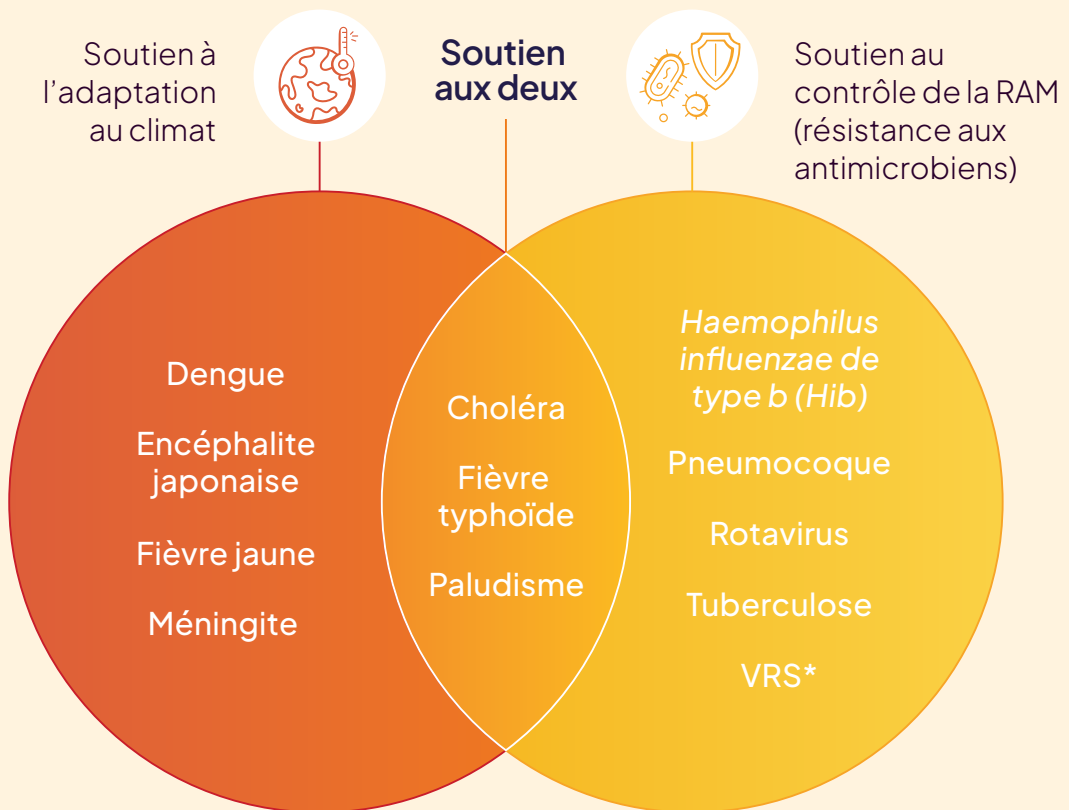 Soutien à
l’adaptation
au climat
Soutien
aux deux
Soutien au
contrôle de la RAM
(résistance aux
antimicrobiens)
Dengue
Encéphalite
japonaise
Fièvre jaune
Méningite
Choléra
Fièvre
typhoïde
Paludisme
Haemophilus
influenzae de
type b (Hib)
Pneumocoque
Rotavirus
Tuberculose
VRS*